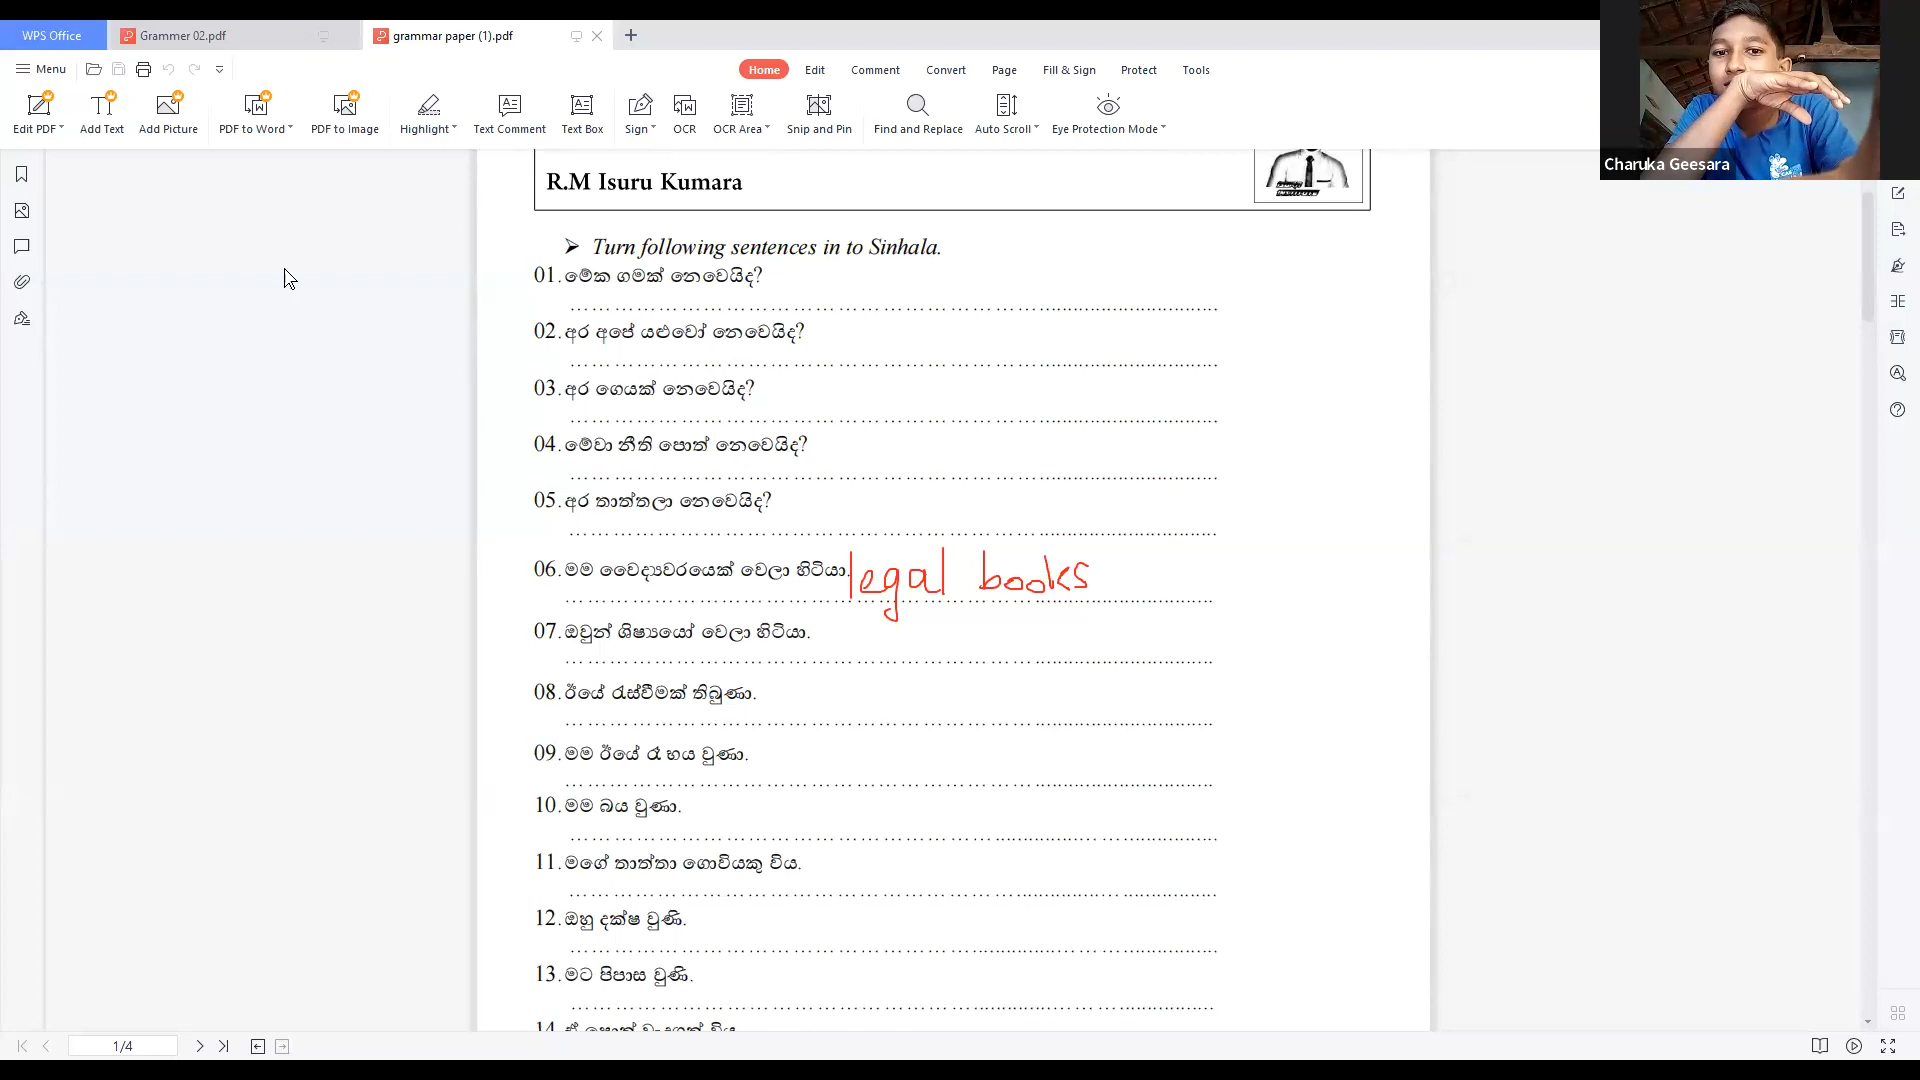 WPS Office
Grammer 02.pdf
grammar paper (1).pdf
Menu
Home Edit Comment Convert Page Fill & Sign Protect Tools
Edit PDF Add Text Add Picture PDF to Word PDF to Image Highlight Text Comment Text Box Sign OCR OCR Area Snip and Pin Find and Replace Auto Scroll Eye Protection Mode
Charuka Geesara
R.M Isuru Kumara
➢ Turn following sentences in to Sinhala.
01. මේක ගමක් නෙවෙයිද?
02. අර අපේ යළුවෝ නෙවෙයිද?
03. අර ගෙයක් නෙවෙයිද?
04. මේවා නීති පොත් නෙවෙයිද?
05. අර තාත්තලා නෙවෙයිද?
06. මම වෛද්‍යවරයෙක් වෙලා හිටියා.
legal books
07. ඔවුන් ශිෂ්‍යයෝ වෙලා හිටියා.
08. ඊයේ රැස්වීමක් තිබුණා.
09. මම ඊයේ රෑ භය වුණා.
10. මම බය වුණා.
11. මගේ තාත්තා ගොවියකු විය.
12. ඔහු දක්ෂ වුණි.
13. මට පිපාස වුණි.
1/4